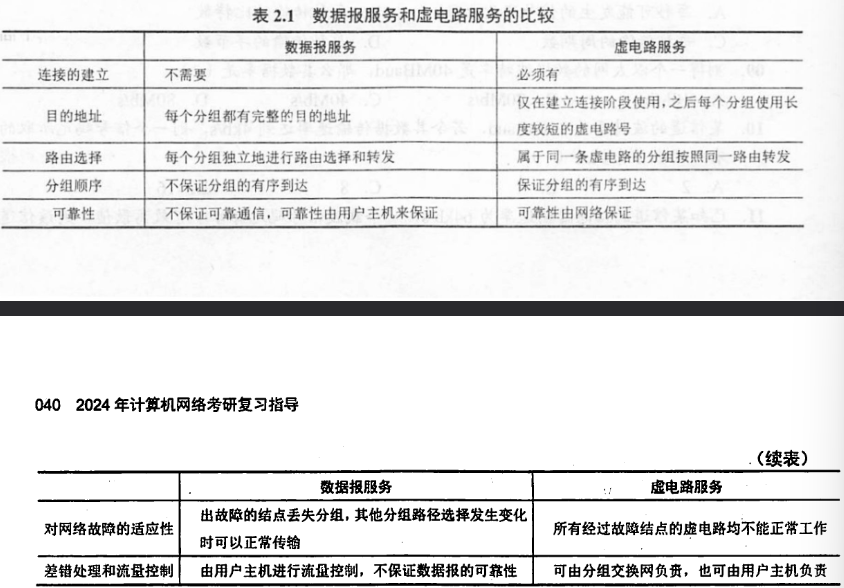 表 2.1 数据报服务和虚电路服务的比较
数据报服务 虚电路服务
连接的建立 不需要 必须有
目的地址 每个分组都有完整的目的地址 仅在建立连接阶段使用，之后每个分组使用长
度较短的虚电路号
路由选择 每个分组独立地进行路由选择和转发 属于同一条虚电路的分组按照同一路由转发
分组顺序 不保证分组的有序到达 保证分组的有序到达
可靠性 不保证可靠通信，可靠性由用户主机来保证 可靠性由网络保证
040 2024 年计算机网络考研复习指导
（续表）
数据报服务 虚电路服务
对网络故障的适应性 出故障的结点丢失分组，其他分组路径选择发生变化
时可以正常传输 所有经过故障结点的虚电路均不能正常工作
差错处理和流量控制 由用户主机进行流量控制，不保证数据报的可靠性 可由分组交换网负责，也可由用户主机负责